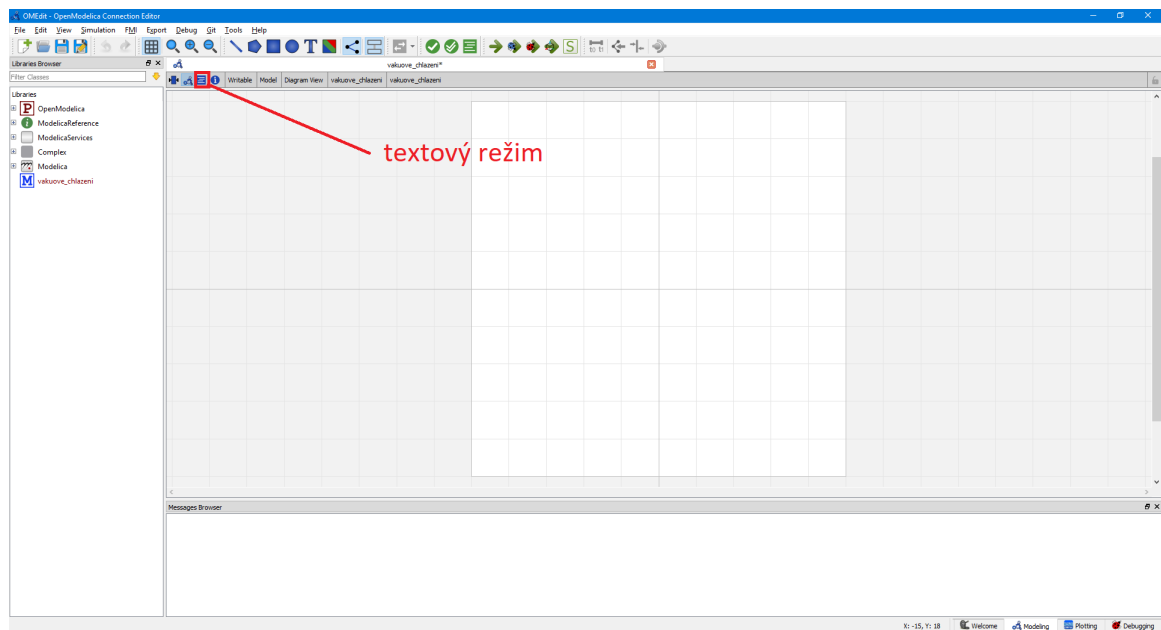 OMEdit - OpenModelica Connection Editor
File Edit View Simulation FMI Export Debug Git Tools Help
Libraries Browser
vakuove_chlazeni*
Filter Classes
Writable Model Diagram View vakuove_chlazeni vakuove_chlazeni
Libraries
P OpenModelica
ModelicaReference
ModelicaServices
Complex
Modelica
M vakuove_chlazeni
textový režim
Messages Browser
X: -15, Y: 18 Welcome Modeling Plotting Debugging